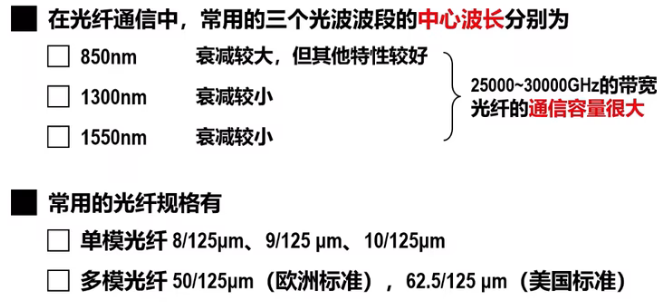 在光纤通信中，常用的三个光波波段的中心波长分别为
850nm 衰减较大，但其他特性较好
1300nm 衰减较小
1550nm 衰减较小
25000~30000GHz的带宽
光纤的通信容量很大
常用的光纤规格有
单模光纤 8/125μm、9/125 μm、10/125μm
多模光纤 50/125μm（欧洲标准），62.5/125 μm（美国标准）